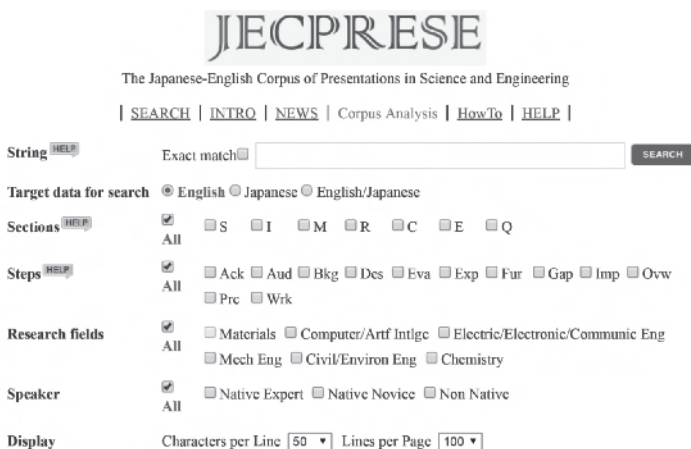 JECPRESE
The Japanese-English Corpus of Presentations in Science and Engineering
| SEARCH | INTRO | NEWS | Corpus Analysis | HowTo | HELP |
String HELP Exact match SEARCH
Target data for search English Japanese English/Japanese
Sections HELP All S I M R C E Q
Steps HELP All Ack Aud Bkg Des Eva Exp Fur Gap Imp Ovw
Prc Wrk
Research fields All Materials Computer/Artf Intlgc Electric/Electronic/Communic Eng
Mech Eng Civil/Environ Eng Chemistry
Speaker All Native Expert Native Novice Non Native
Display Characters per Line 50 Lines per Page 100